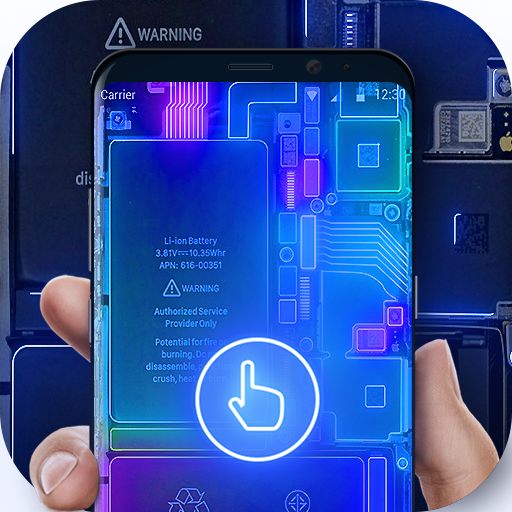 WARNING
Carrier
12:30
dis
Li-ion Battery
3.81V⎓10.35Whr
APN: 616-00351
WARNING
Authorized Service
Provider Only
Potential for fire or
burning. Do
disassemble,
crush, heat